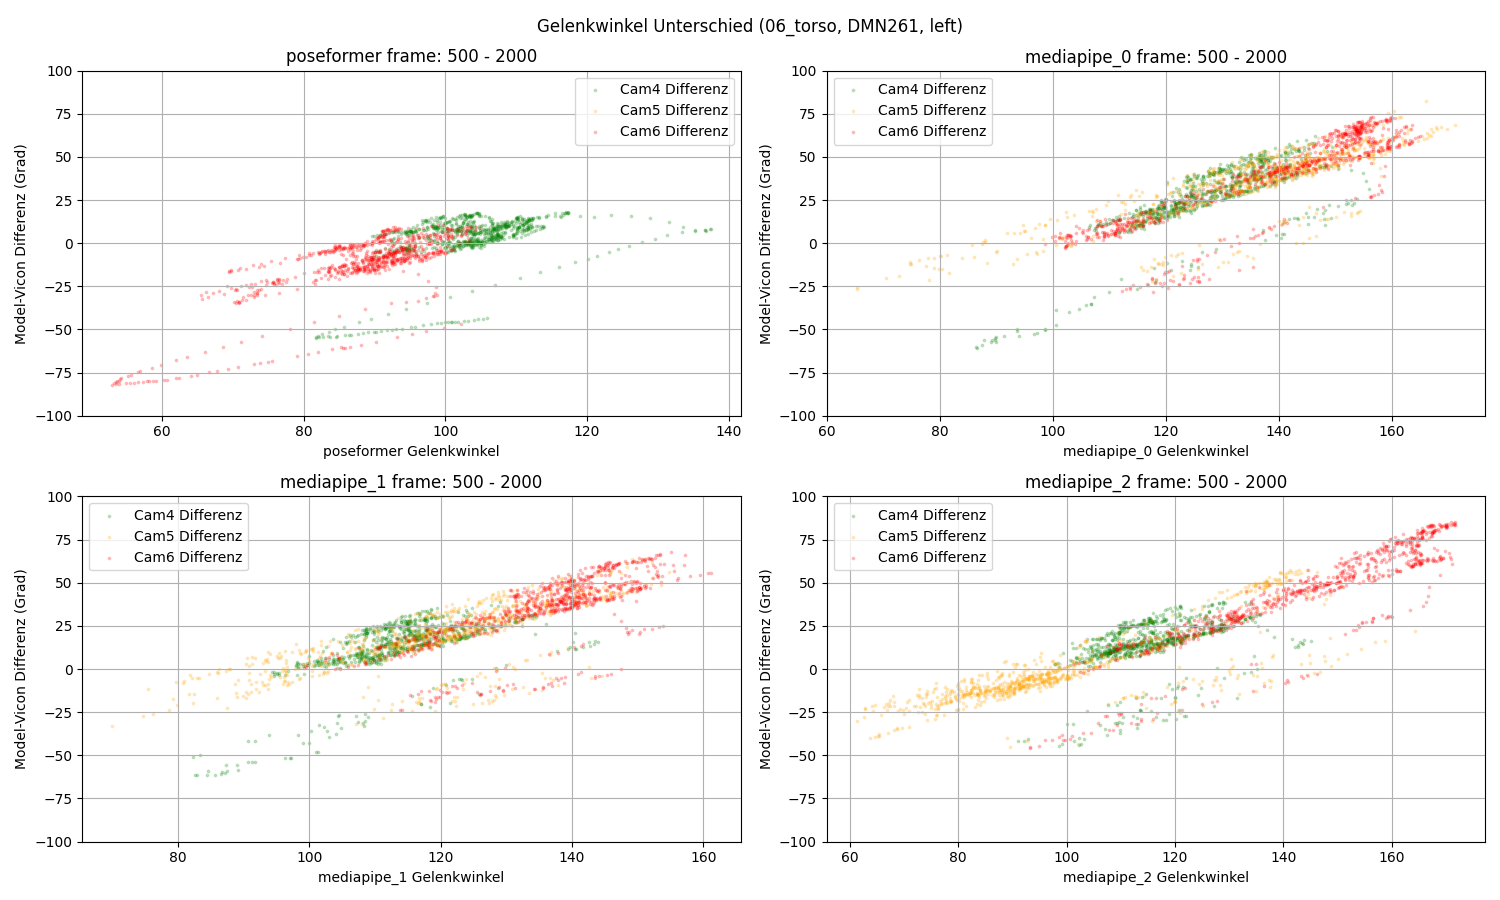 Gelenkwinkel Unterschied (06_torso, DMN261, left)
poseformer frame: 500 - 2000
100
75
50
25
0
−25
−50
−75
−100
Model-Vicon Differenz (Grad)
Cam4 Differenz
Cam5 Differenz
Cam6 Differenz
60 80 100 120 140
poseformer Gelenkwinkel
mediapipe_0 frame: 500 - 2000
100
75
50
25
0
−25
−50
−75
−100
Model-Vicon Differenz (Grad)
Cam4 Differenz
Cam5 Differenz
Cam6 Differenz
60 80 100 120 140 160
mediapipe_0 Gelenkwinkel
mediapipe_1 frame: 500 - 2000
100
75
50
25
0
−25
−50
−75
−100
Model-Vicon Differenz (Grad)
Cam4 Differenz
Cam5 Differenz
Cam6 Differenz
80 100 120 140 160
mediapipe_1 Gelenkwinkel
mediapipe_2 frame: 500 - 2000
100
75
50
25
0
−25
−50
−75
−100
Model-Vicon Differenz (Grad)
Cam4 Differenz
Cam5 Differenz
Cam6 Differenz
60 80 100 120 140 160
mediapipe_2 Gelenkwinkel